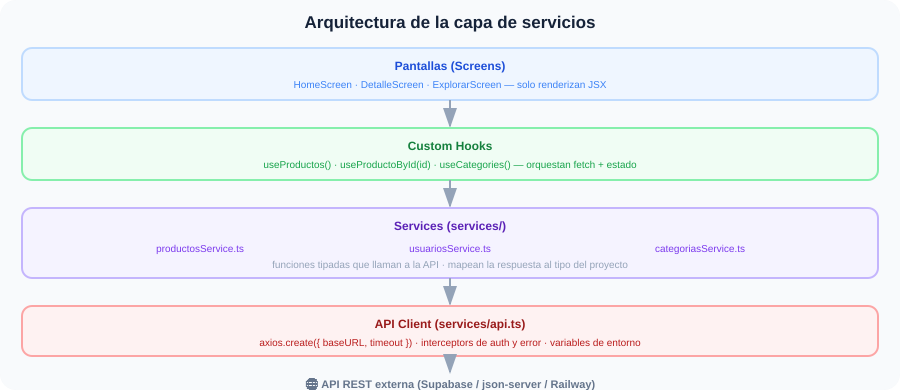 Arquitectura de la capa de servicios
Pantallas (Screens)
HomeScreen · DetalleScreen · ExplorarScreen — solo renderizan JSX
Custom Hooks
useProductos() · useProductoById(id) · useCategories() — orquestan fetch + estado
Services (services/)
productosService.ts usuariosService.ts categoriasService.ts
funciones tipadas que llaman a la API · mapean la respuesta al tipo del proyecto
API Client (services/api.ts)
axios.create({ baseURL, timeout }) · interceptors de auth y error · variables de entorno
API REST externa (Supabase / json-server / Railway)